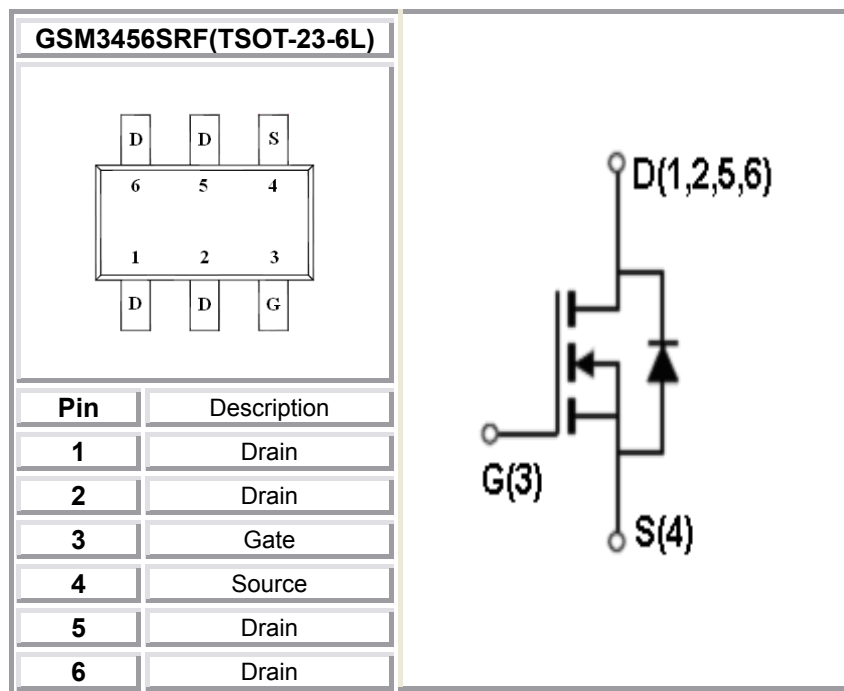 GSM3456SRF(TSOT-23-6L)
D D S
6 5 4
1 2 3
D D G
Pin Description
1 Drain
2 Drain
3 Gate
4 Source
5 Drain
6 Drain
D(1,2,5,6)
G(3)
S(4)